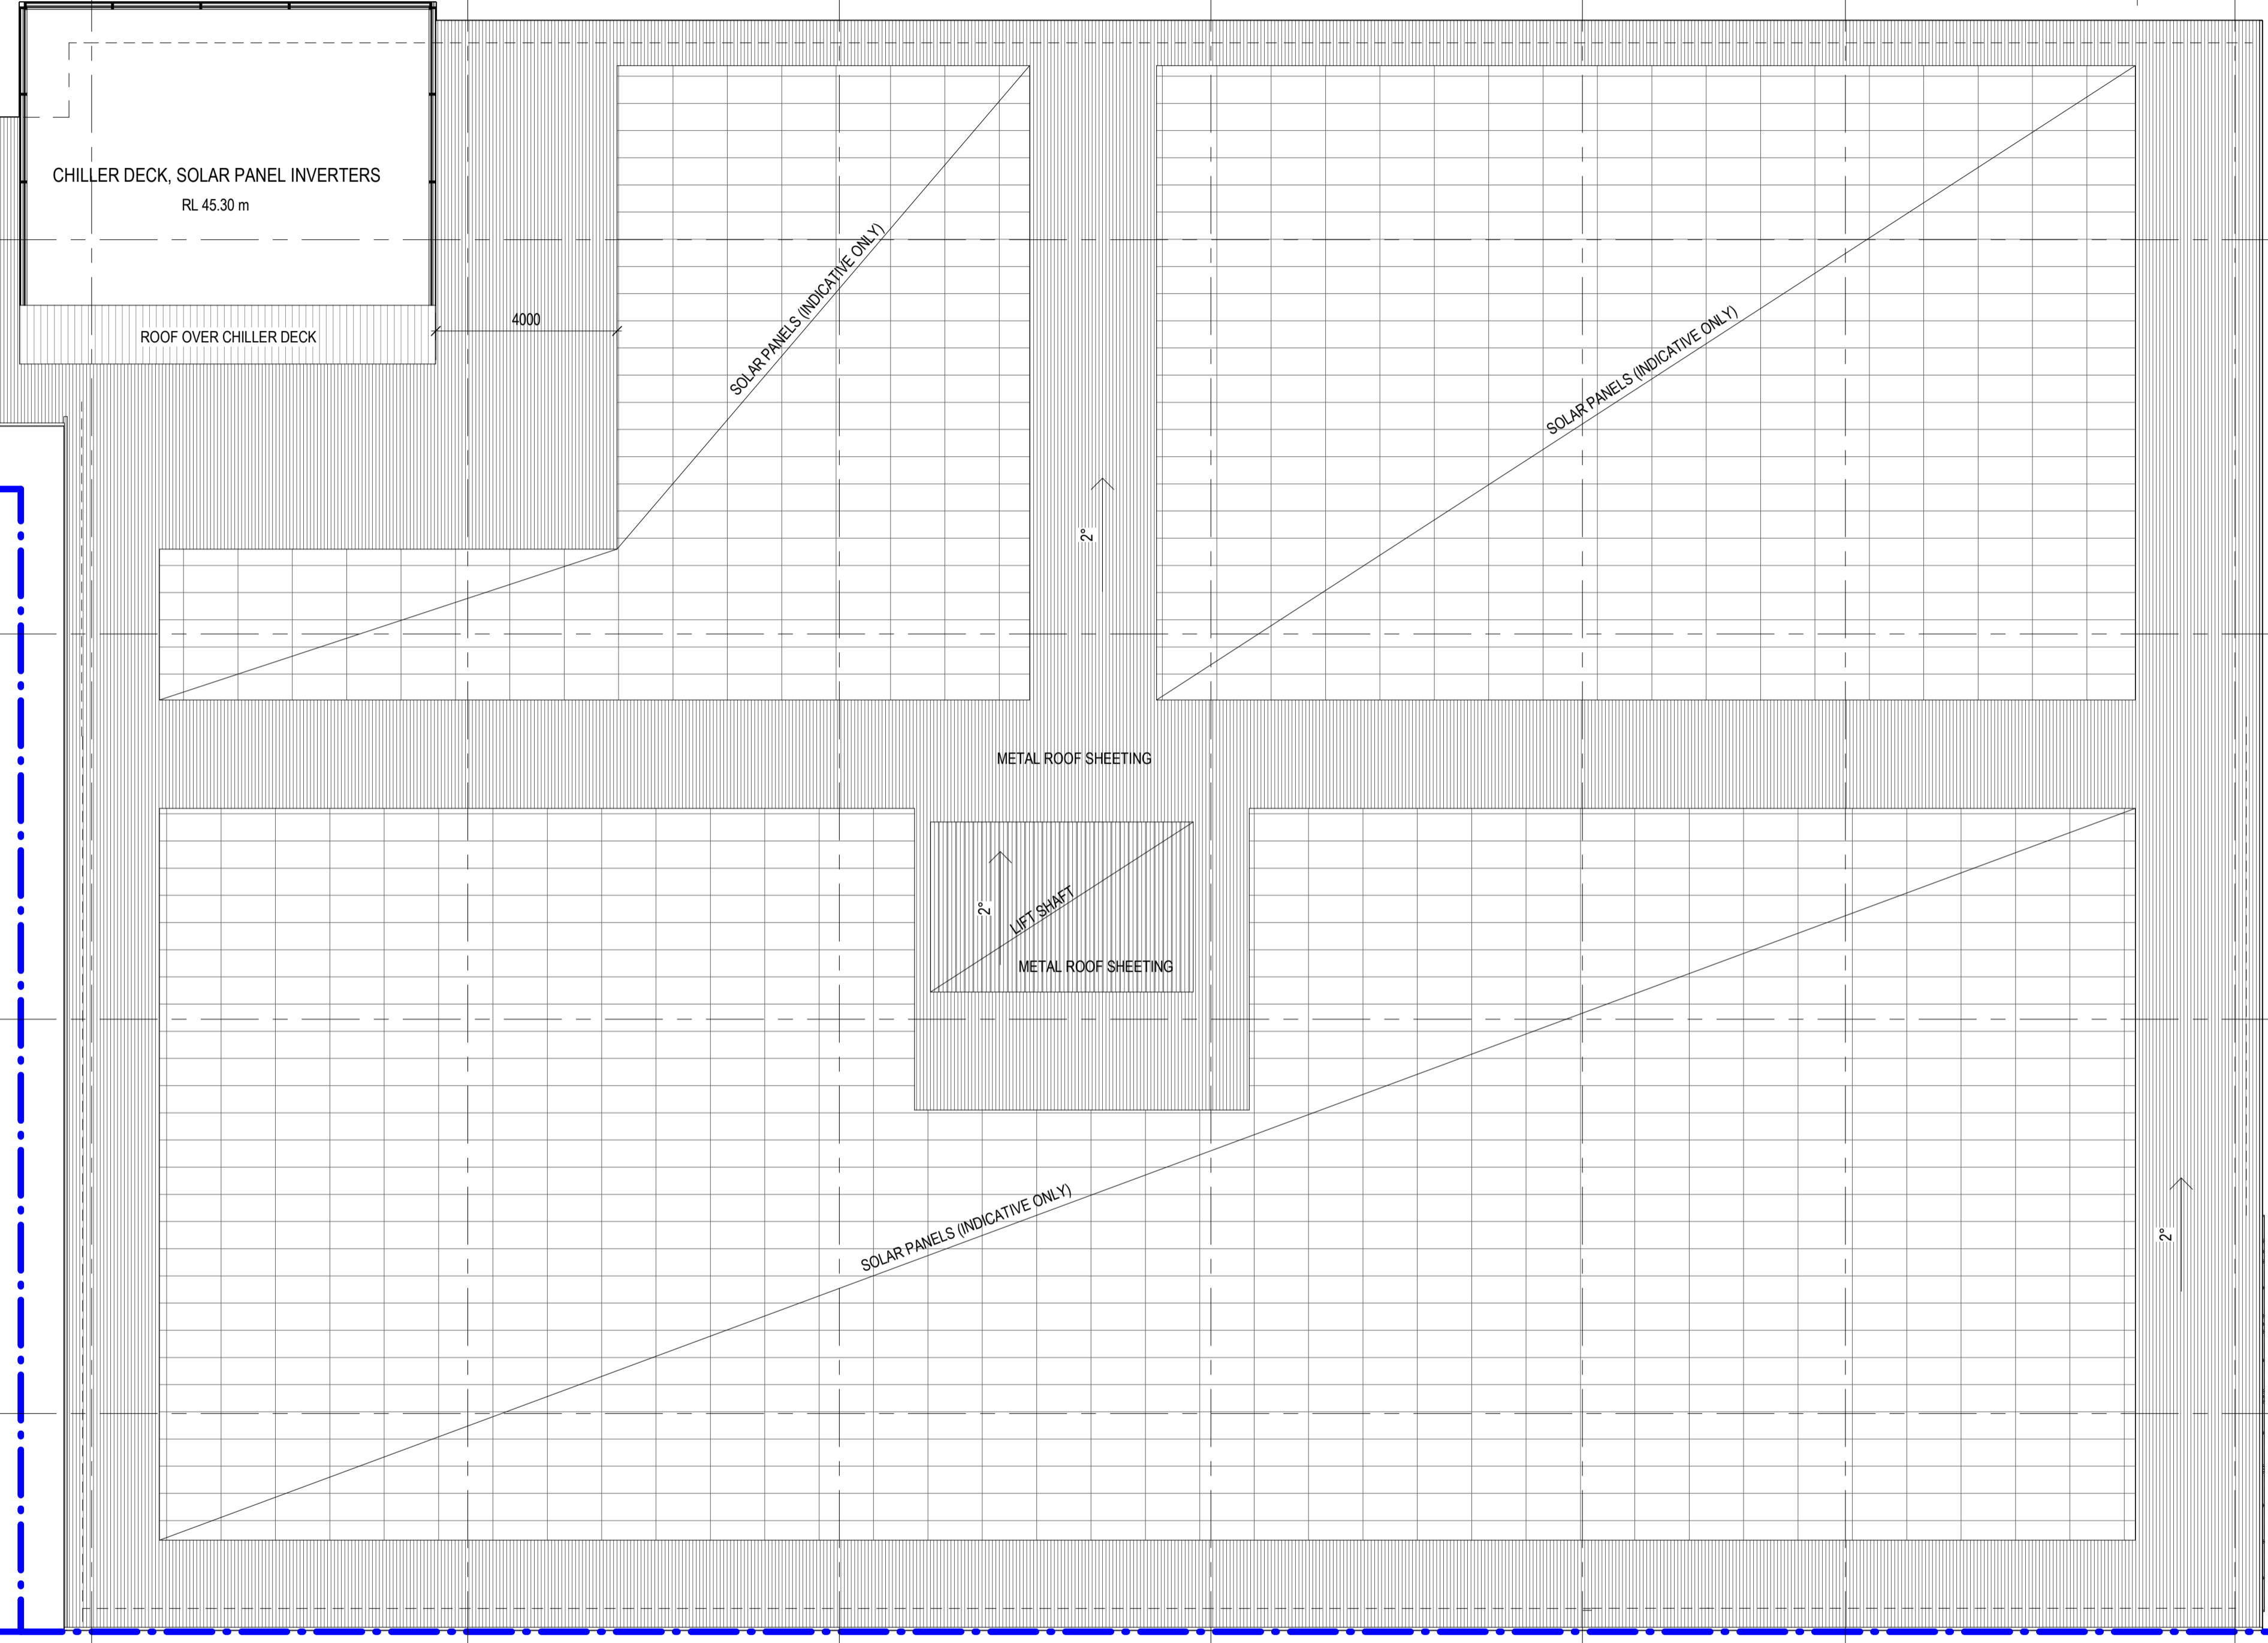 CHILLER DECK, SOLAR PANEL INVERTERS
RL 45.30 m
ROOF OVER CHILLER DECK
4000
SOLAR PANELS (INDICATIVE ONLY)
SOLAR PANELS (INDICATIVE ONLY)
2°
METAL ROOF SHEETING
2°
LIFT SHAFT
METAL ROOF SHEETING
SOLAR PANELS (INDICATIVE ONLY)
2°